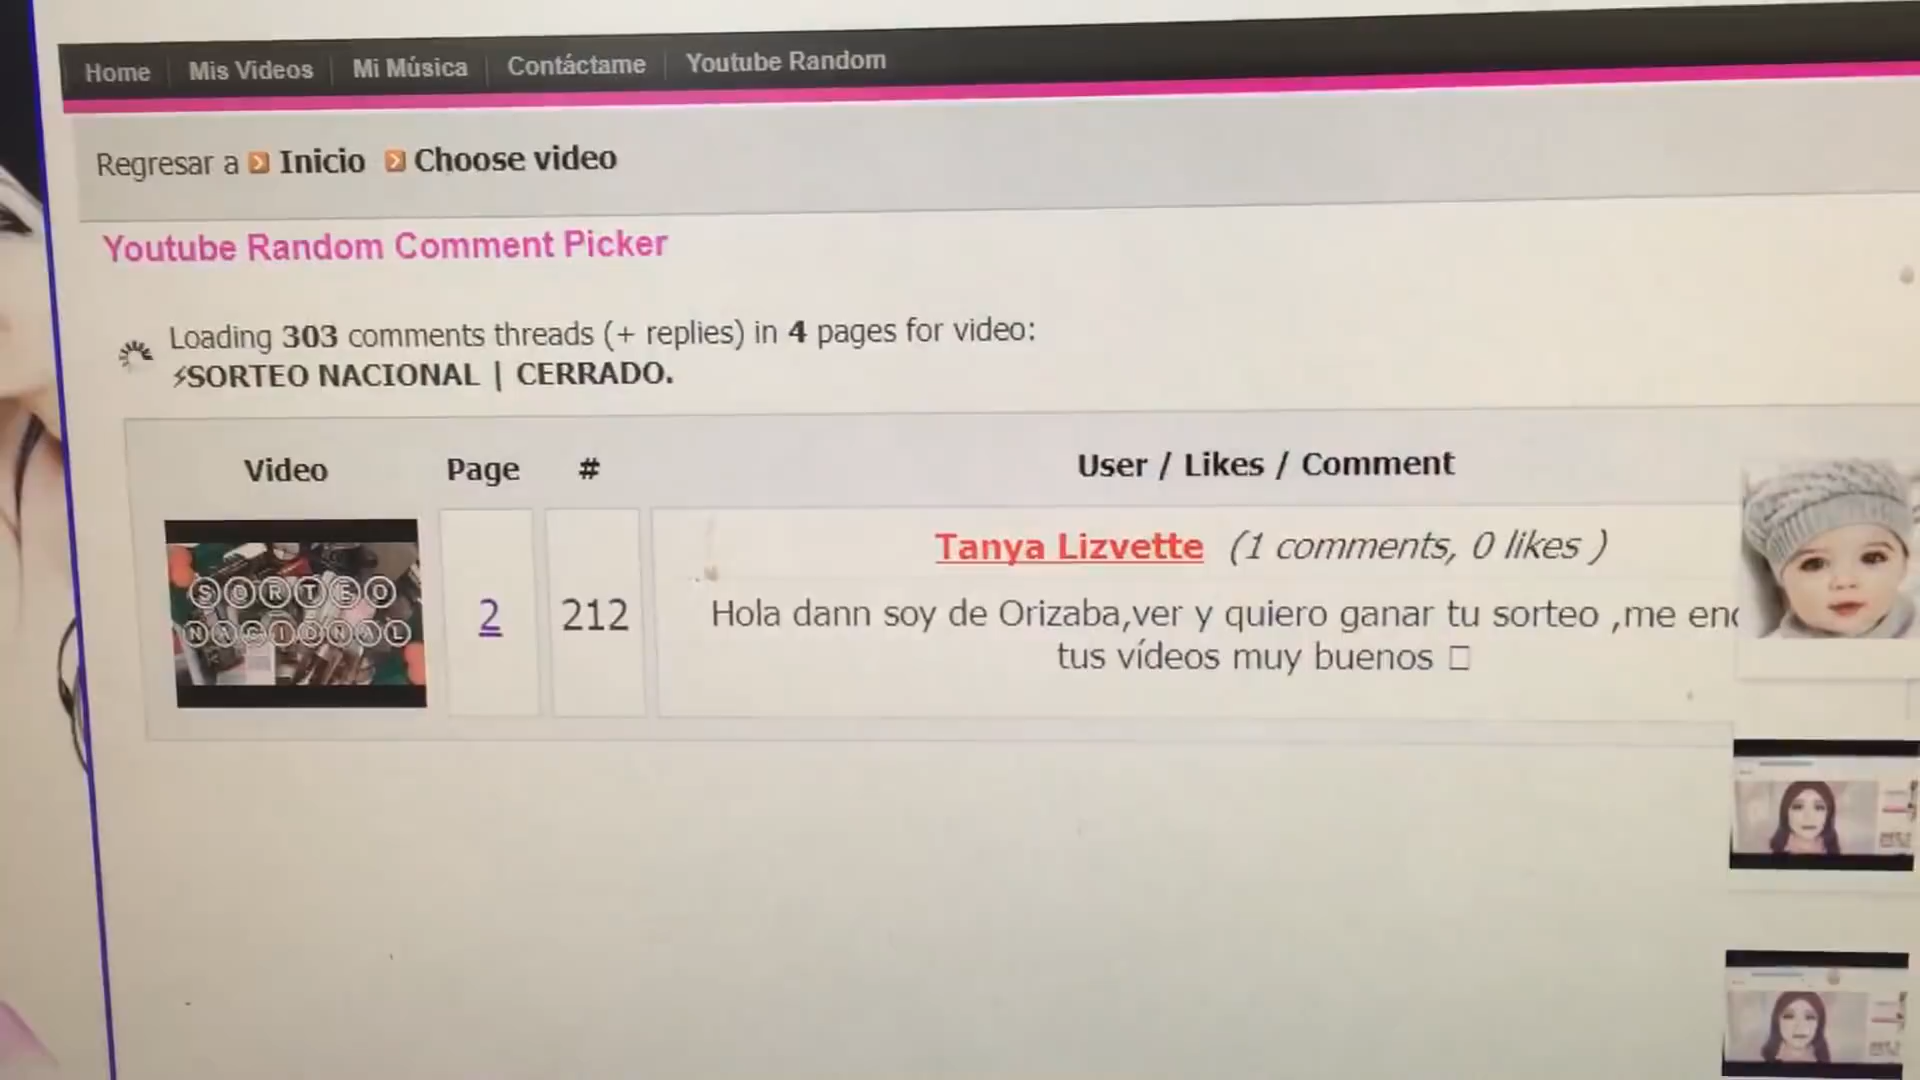 Home Mis Videos Mi Música Contáctame Youtube Random
Regresar a Inicio Choose video
Youtube Random Comment Picker
Loading 303 comments threads (+ replies) in 4 pages for video:
⚡SORTEO NACIONAL | CERRADO.
Video Page # User / Likes / Comment
SORTEO
NACIONAL
2 212
Tanya Lizvette (1 comments, 0 likes )
Hola dann soy de Orizaba,ver y quiero ganar tu sorteo ,me
tus vídeos muy buenos